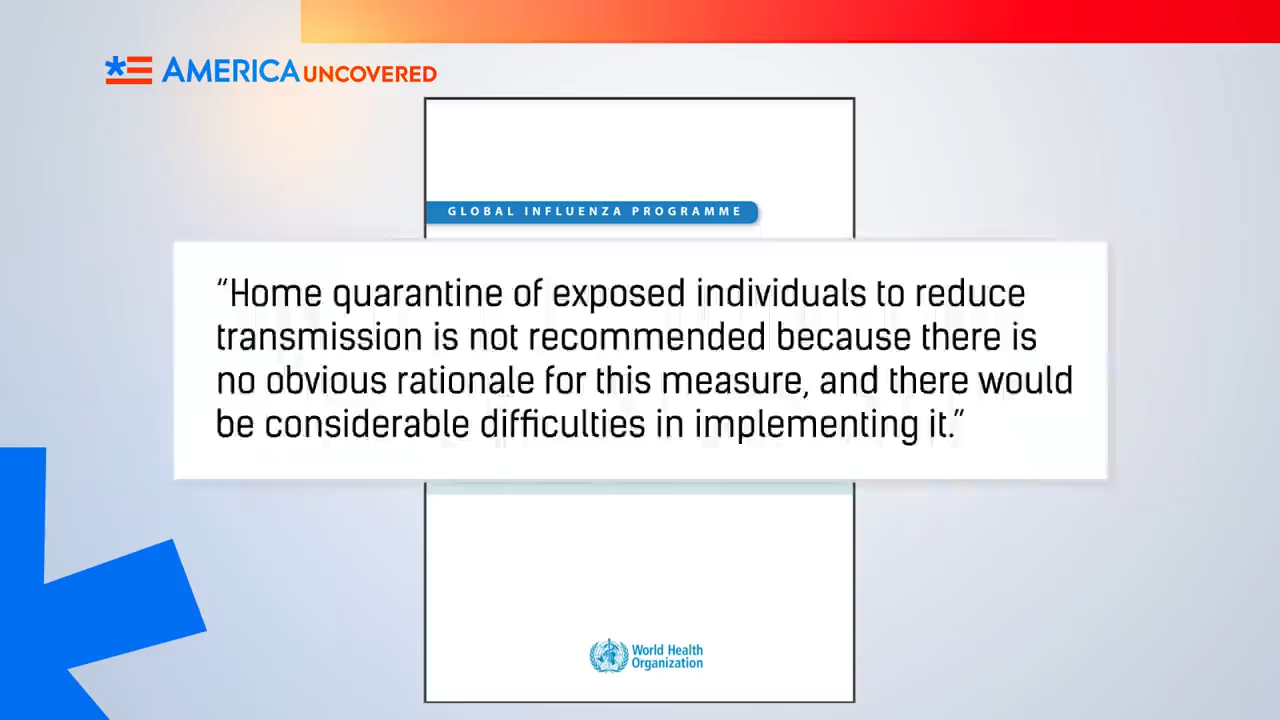 AMERICA UNCOVERED
GLOBAL INFLUENZA PROGRAMME
“Home quarantine of exposed individuals to reduce
transmission is not recommended because there is
no obvious rationale for this measure, and there would
be considerable difficulties in implementing it.”
World Health
Organization